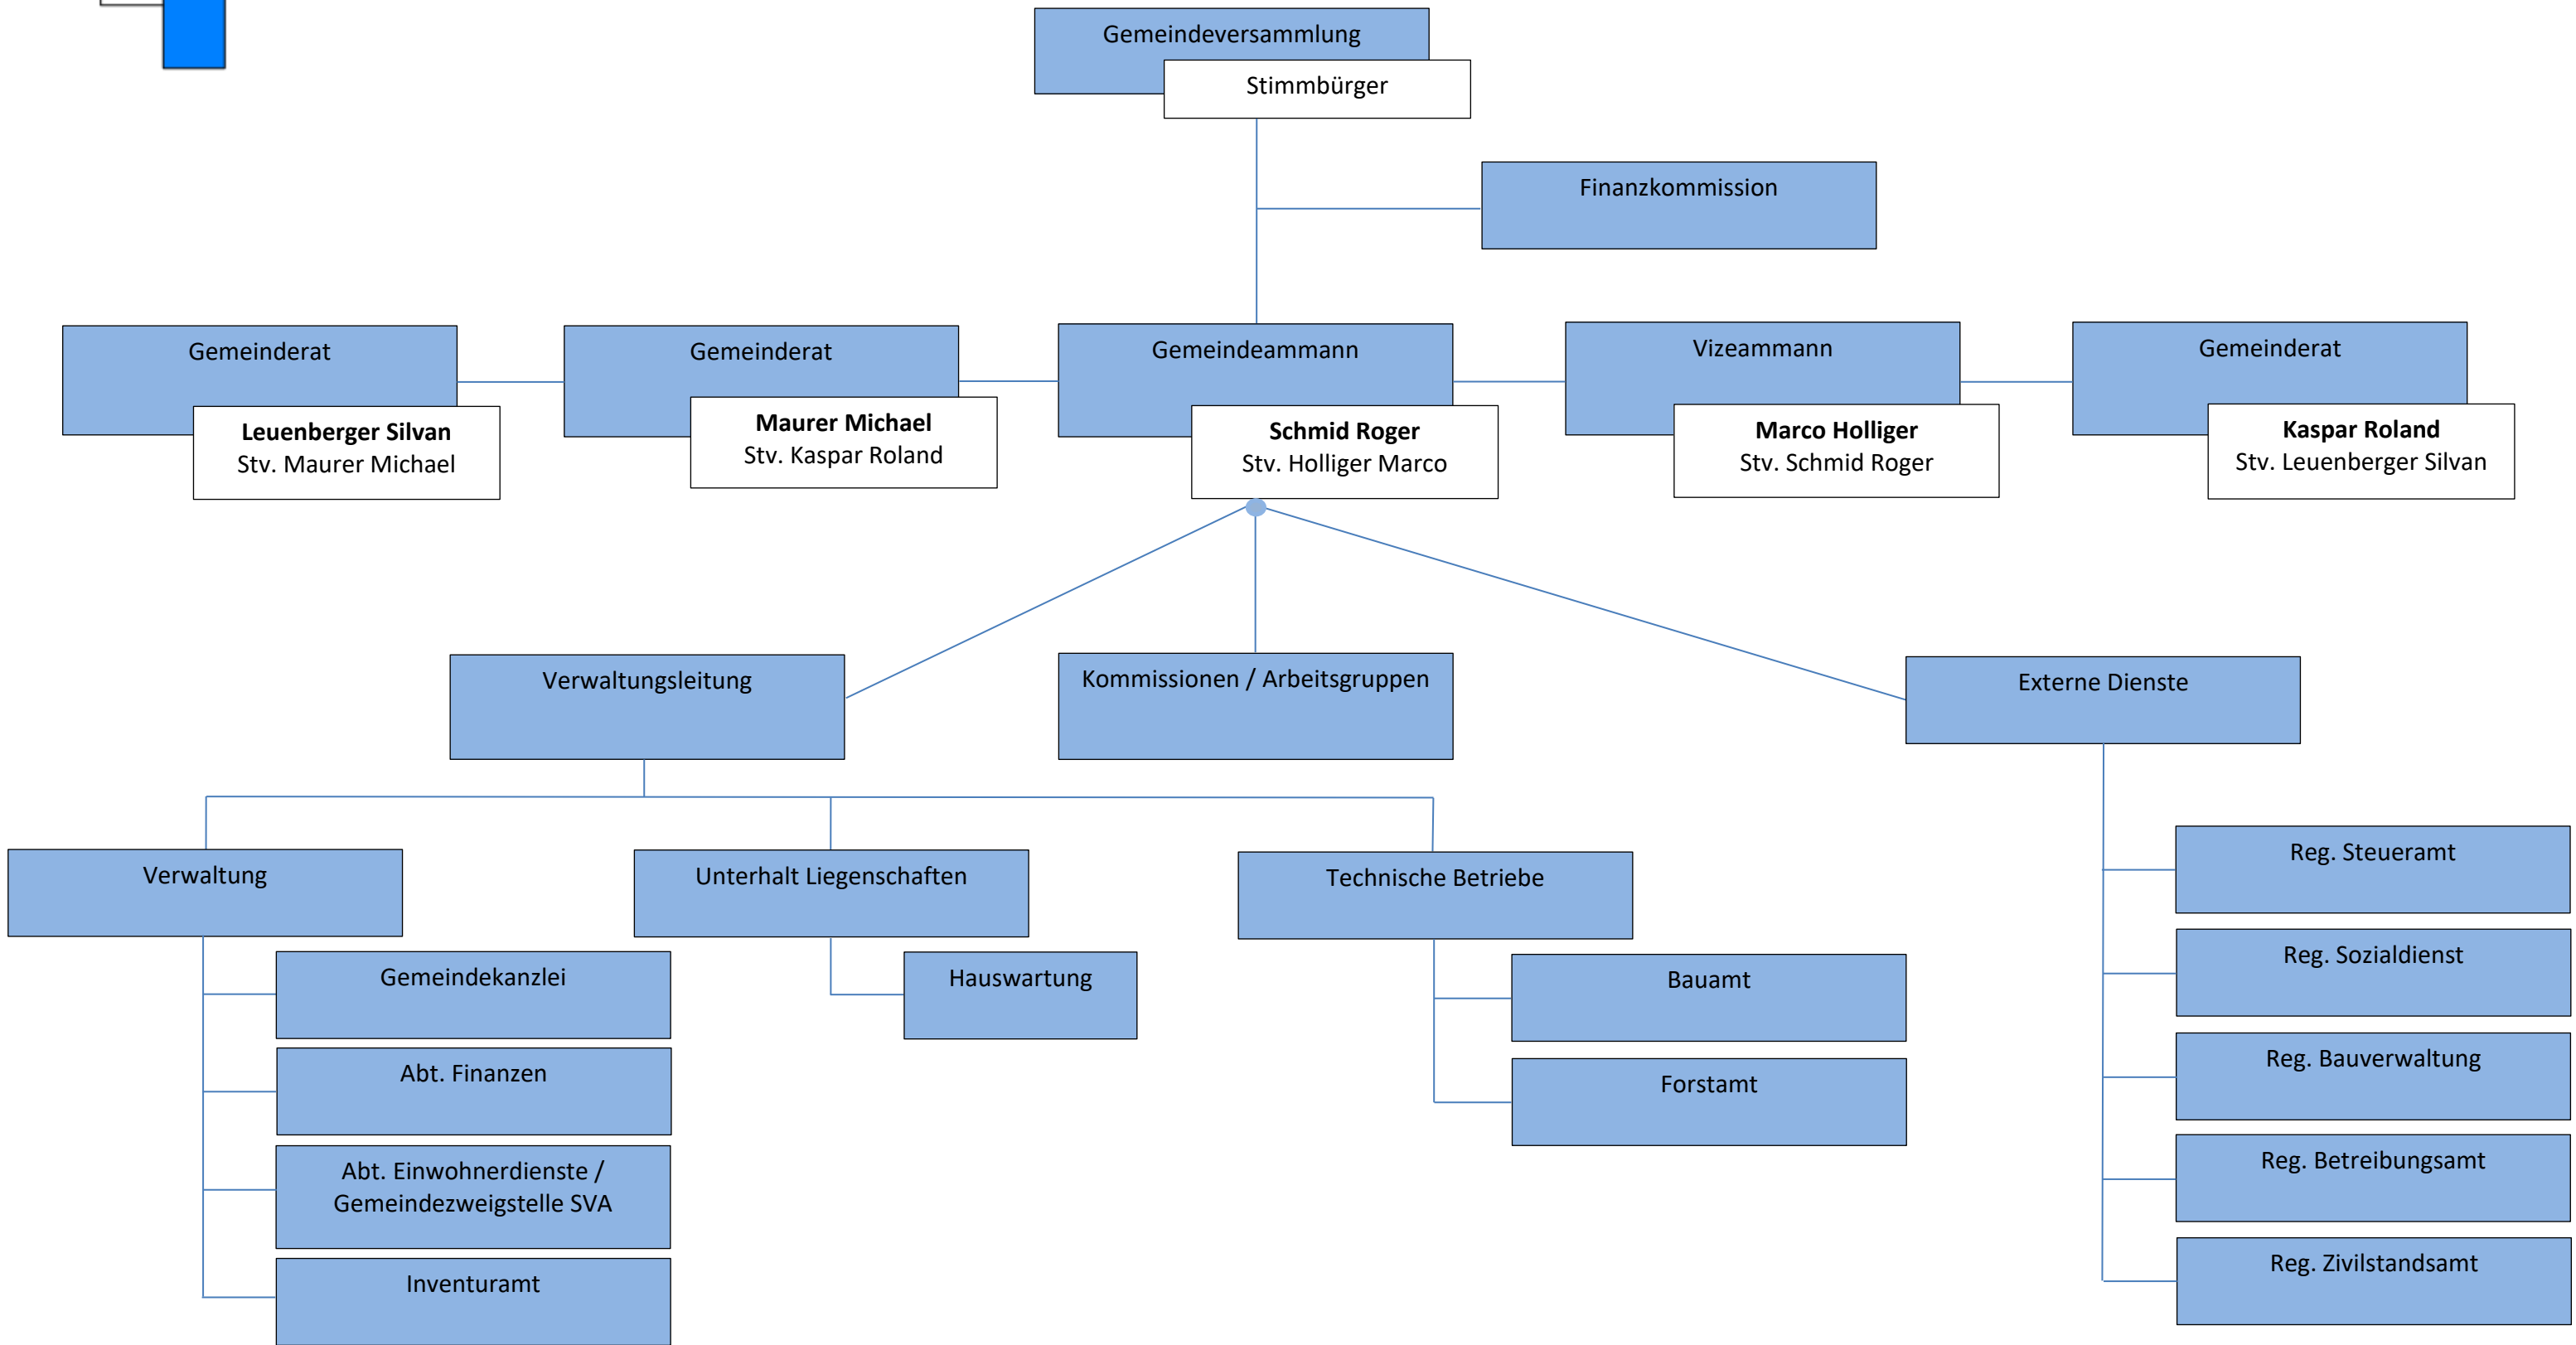 Gemeindeversammlung
Stimmbürger
Finanzkommission
Gemeinderat
Leuenberger Silvan
Stv. Maurer Michael
Gemeinderat
Maurer Michael
Stv. Kaspar Roland
Gemeindeammann
Schmid Roger
Stv. Holliger Marco
Vizeammann
Marco Holliger
Stv. Schmid Roger
Gemeinderat
Kaspar Roland
Stv. Leuenberger Silvan
Verwaltungsleitung
Kommissionen / Arbeitsgruppen
Externe Dienste
Verwaltung
Gemeindekanzlei
Abt. Finanzen
Abt. Einwohnerdienste /
Gemeindezweigstelle SVA
Inventuramt
Unterhalt Liegenschaften
Hauswartung
Technische Betriebe
Bauamt
Forstamt
Reg. Steueramt
Reg. Sozialdienst
Reg. Bauverwaltung
Reg. Betreibungsamt
Reg. Zivilstandsamt